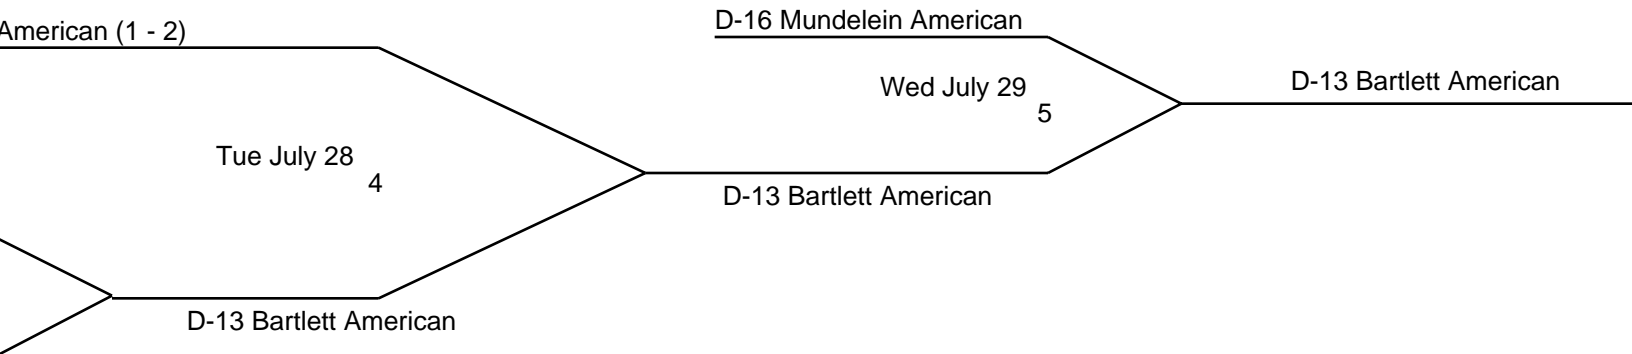 American (1 - 2)
D-16 Mundelein American
Wed July 29
5
D-13 Bartlett American
Tue July 28
4
D-13 Bartlett American
D-13 Bartlett American